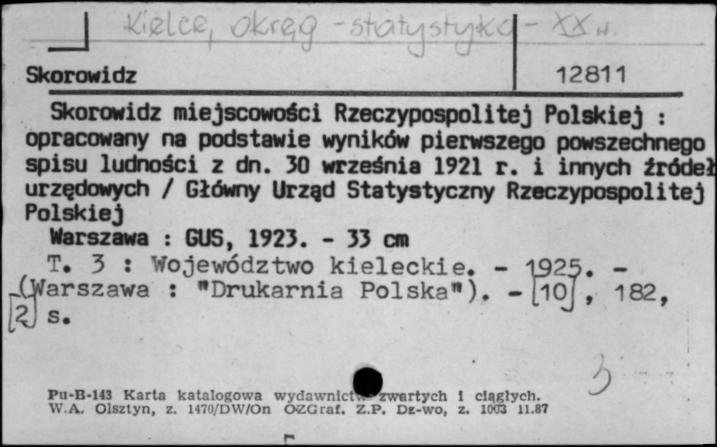 Kielce, okręg - statystyka - XX w.
Skorowidz 12811
Skorowidz miejscowości Rzeczypospolitej Polskiej :
opracowany na podstawie wyników pierwszego powszechnego
spisu ludności z dn. 30 września 1921 r. i innych źródeł
urzędowych / Główny Urząd Statystyczny Rzeczypospolitej
Polskiej
Warszawa : GUS, 1923. - 33 cm
T. 3 : Województwo kieleckie. - 1925. -
(Warszawa : "Drukarnia Polska"). - [10], 182,
[2] s.
Pu-B-143 Karta katalogowa wydawnictw zwartych i ciągłych.
W.A. Olsztyn, z. 1470/DW/On OZGraf. Z.P. Dz-wo, z. 1003 11.87